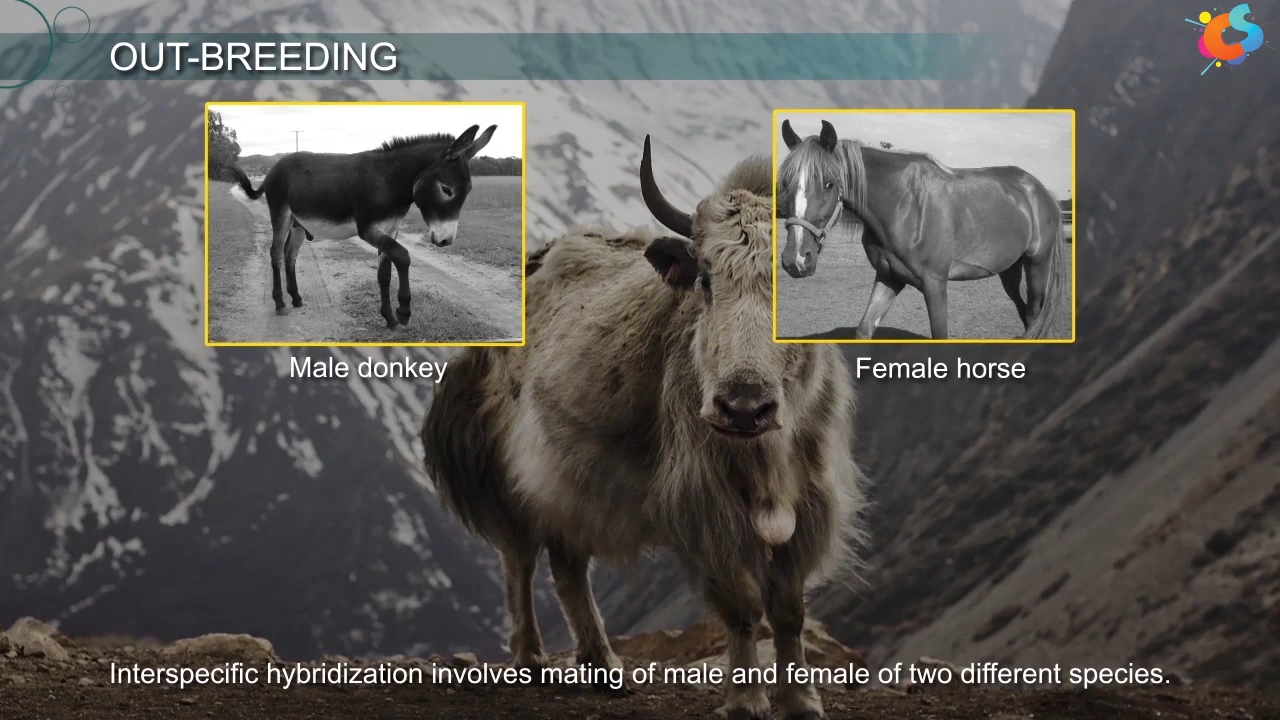 OUT-BREEDING
Male donkey
Female horse
Interspecific hybridization involves mating of male and female of two different species.